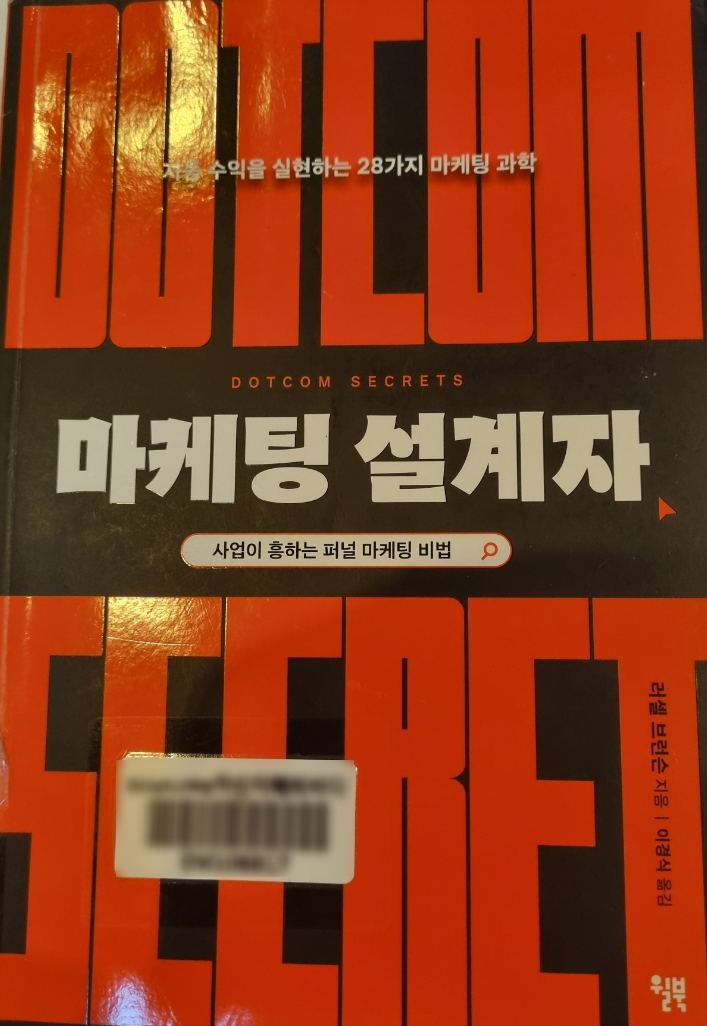 DOTCOM
자동 수익을 실현하는 28가지 마케팅 과학
DOTCOM SECRETS
마케팅 설계자
사업이 흥하는 퍼널 마케팅 비법
SECRET
러셀 브런슨 지음 | 이경식 옮김
윌북